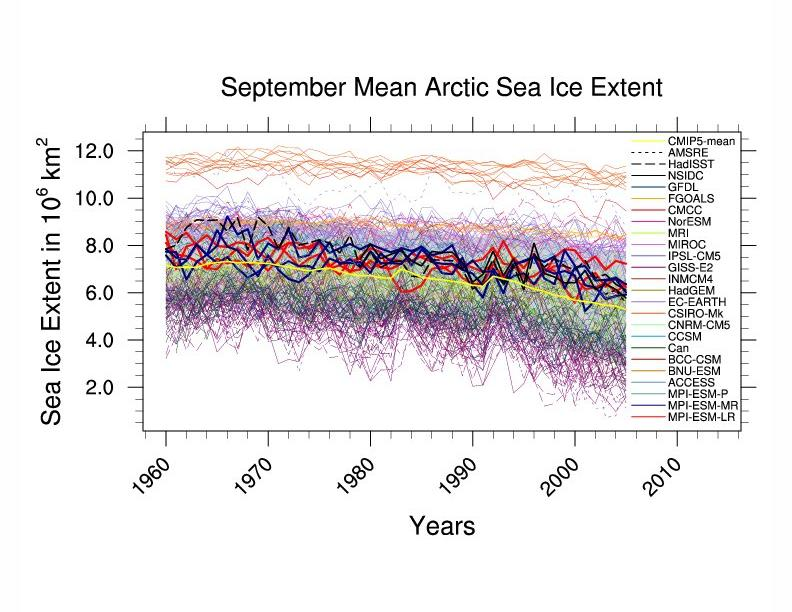 September Mean Arctic Sea Ice Extent
Sea Ice Extent in 10⁶ km²
12.0
10.0
8.0
6.0
4.0
2.0
1960
1970
1980
1990
2000
2010
Years
CMIP5-mean
AMSRE
HadISST
NSIDC
GFDL
FGOALS
CMCC
NorESM
MRI
MIROC
IPSL-CM5
GISS-E2
INMCM4
HadGEM
EC-EARTH
CSIRO-Mk
CNRM-CM5
CCSM
Can
BCC-CSM
BNU-ESM
ACCESS
MPI-ESM-P
MPI-ESM-MR
MPI-ESM-LR